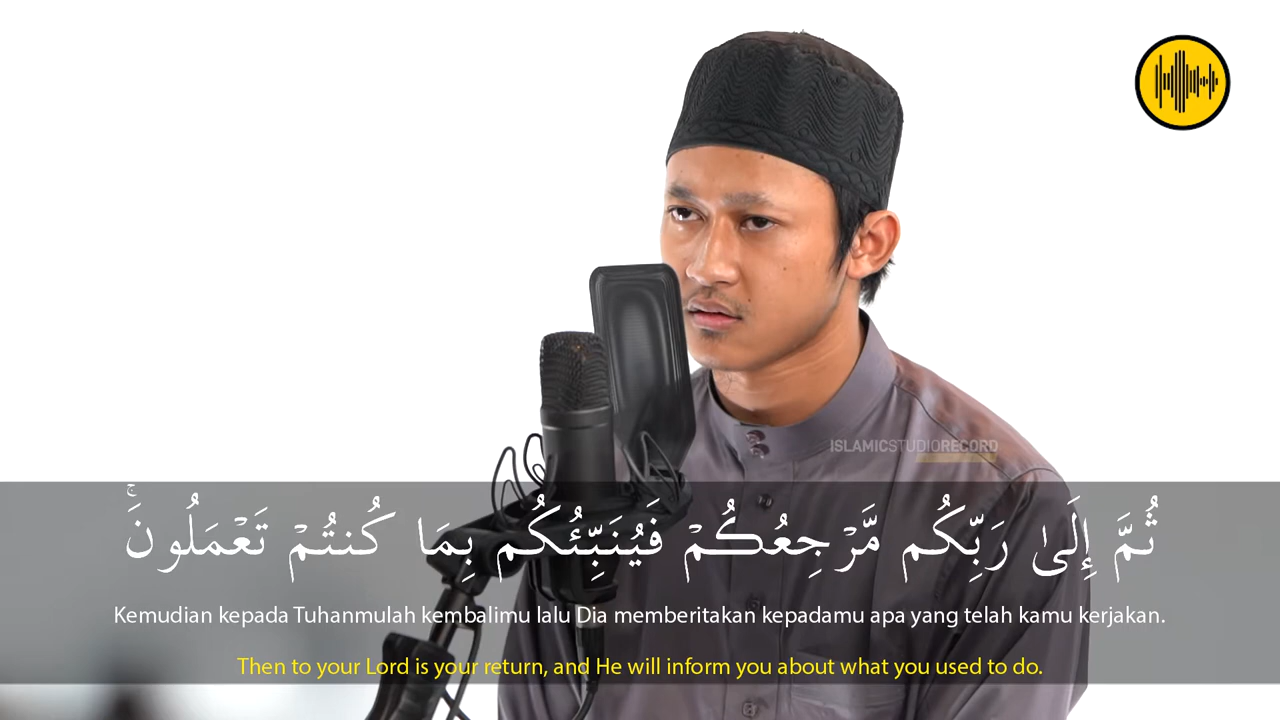 ISLAMICSTUDIORECORD
ثُمَّ إِلَىٰ رَبِّكُم مَّرْجِعُكُمْ فَيُنَبِّئُكُم بِمَا كُنتُمْ تَعْمَلُونَ ۚ
Kemudian kepada Tuhanmulah kembalimu lalu Dia memberitakan kepadamu apa yang telah kamu kerjakan.
Then to your Lord is your return, and He will inform you about what you used to do.